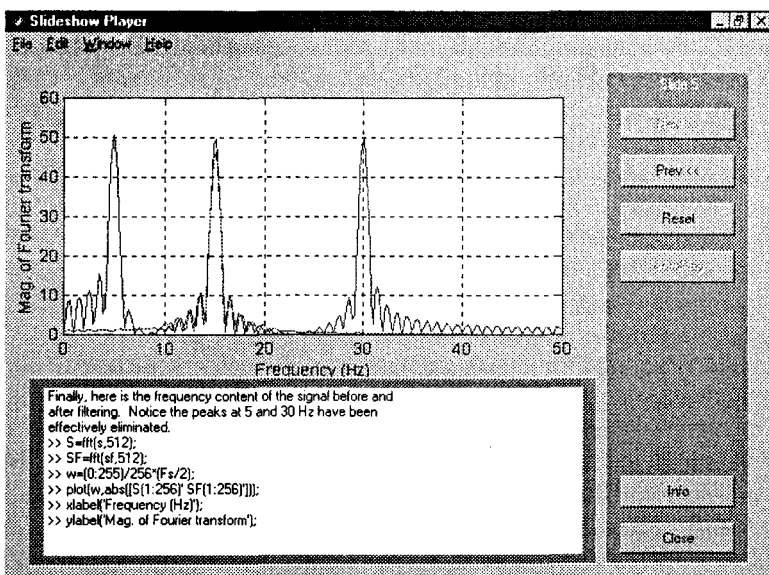 Slideshow Player
File Edit Window Help
Slide 5
60
50
40
30
20
10
0
Mag. of Fourier transform
0 10 20 30 40 50
Frequency (Hz)
Prev <<
Reset
AutoPlay
Finally, here is the frequency content of the signal before and
after filtering. Notice the peaks at 5 and 30 Hz have been
effectively eliminated.
>> S=fft(s,512);
>> SF=fft(sf,512);
>> w=(0:255)/256*(Fs/2);
>> plot(w,abs([S(1:256)' SF(1:256)']));
>> xlabel('Frequency (Hz)');
>> ylabel('Mag. of Fourier transform');
Info
Close